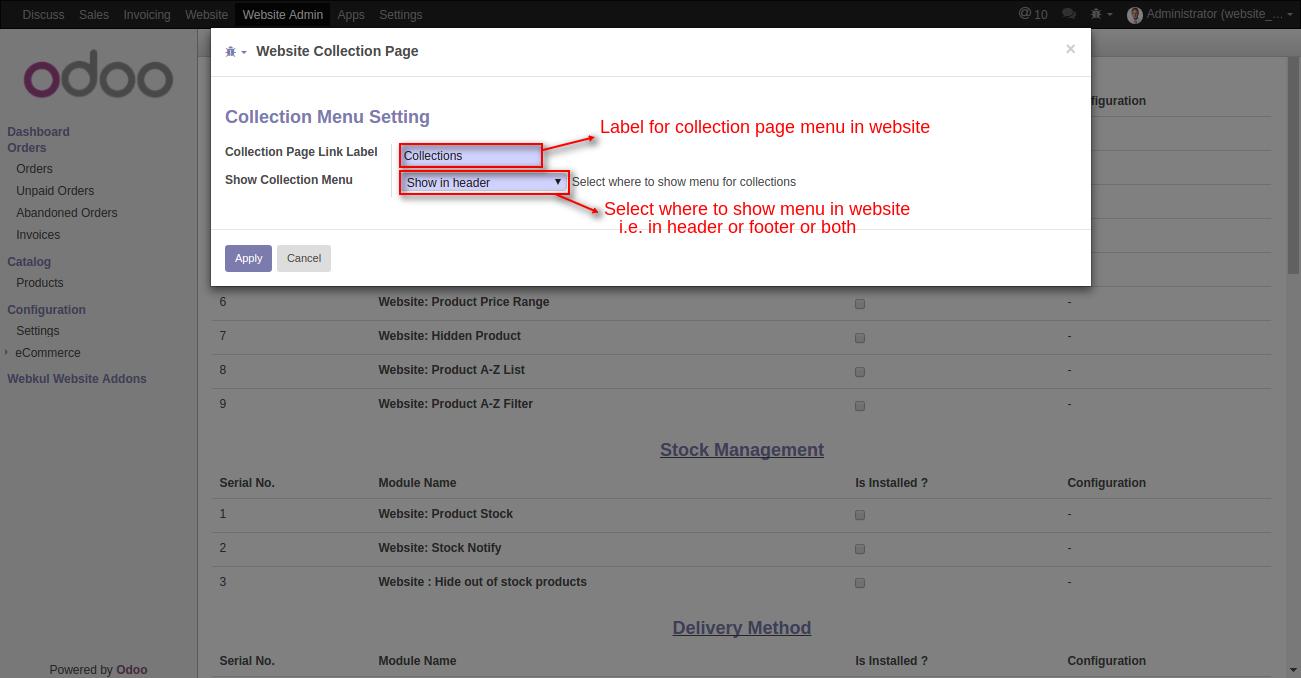 Discuss Sales Invoicing Website Website Admin Apps Settings @ 10 Administrator (website_...
odoo
Website Collection Page ×
Collection Menu Setting
Label for collection page menu in website
Collection Page Link Label Collections
Show Collection Menu Show in header Select where to show menu for collections
Select where to show menu in website
i.e. in header or footer or both
Apply Cancel
Dashboard
Orders
Orders
Unpaid Orders
Abandoned Orders
Invoices
Catalog
Products
Configuration
Settings
eCommerce
Webkul Website Addons
Powered by Odoo
figuration
6 Website: Product Price Range -
7 Website: Hidden Product -
8 Website: Product A-Z List -
9 Website: Product A-Z Filter -
Stock Management
Serial No. Module Name Is Installed ? Configuration
1 Website: Product Stock -
2 Website: Stock Notify -
3 Website : Hide out of stock products -
Delivery Method
Serial No. Module Name Is Installed ? Configuration